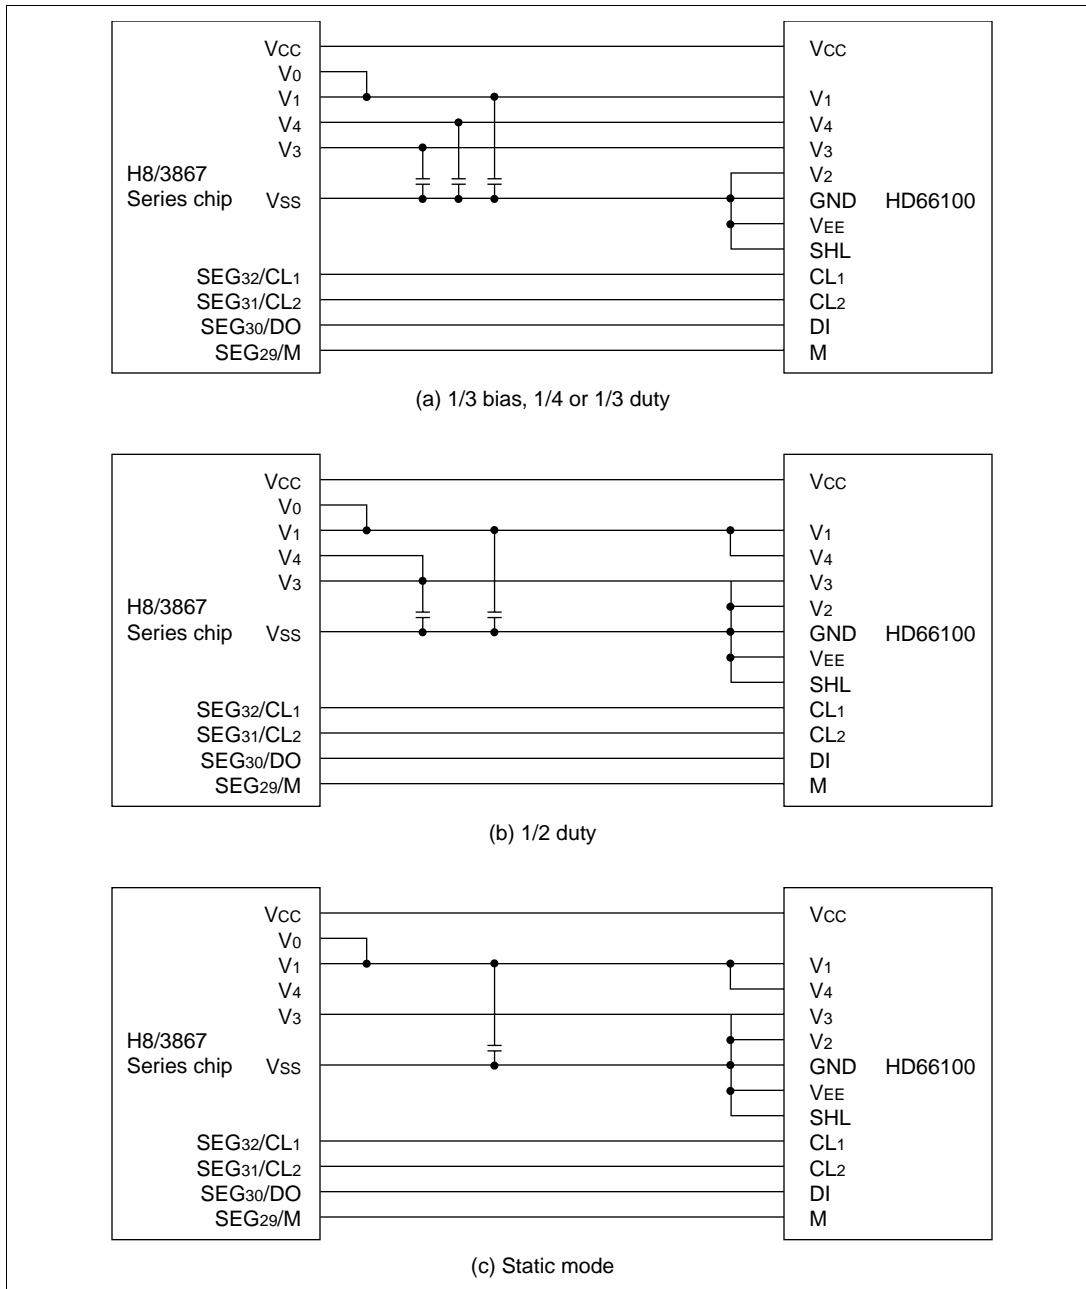 VCC
V0
V1
V4
V3
H8/3867
Series chip
VSS
SEG32/CL1
SEG31/CL2
SEG30/DO
SEG29/M
VCC
V1
V4
V3
V2
GND
HD66100
VEE
SHL
CL1
CL2
DI
M
(a) 1/3 bias, 1/4 or 1/3 duty
VCC
V0
V1
V4
V3
H8/3867
Series chip
VSS
SEG32/CL1
SEG31/CL2
SEG30/DO
SEG29/M
VCC
V1
V4
V3
V2
GND
HD66100
VEE
SHL
CL1
CL2
DI
M
(b) 1/2 duty
VCC
V0
V1
V4
V3
H8/3867
Series chip
VSS
SEG32/CL1
SEG31/CL2
SEG30/DO
SEG29/M
VCC
V1
V4
V3
V2
GND
HD66100
VEE
SHL
CL1
CL2
DI
M
(c) Static mode